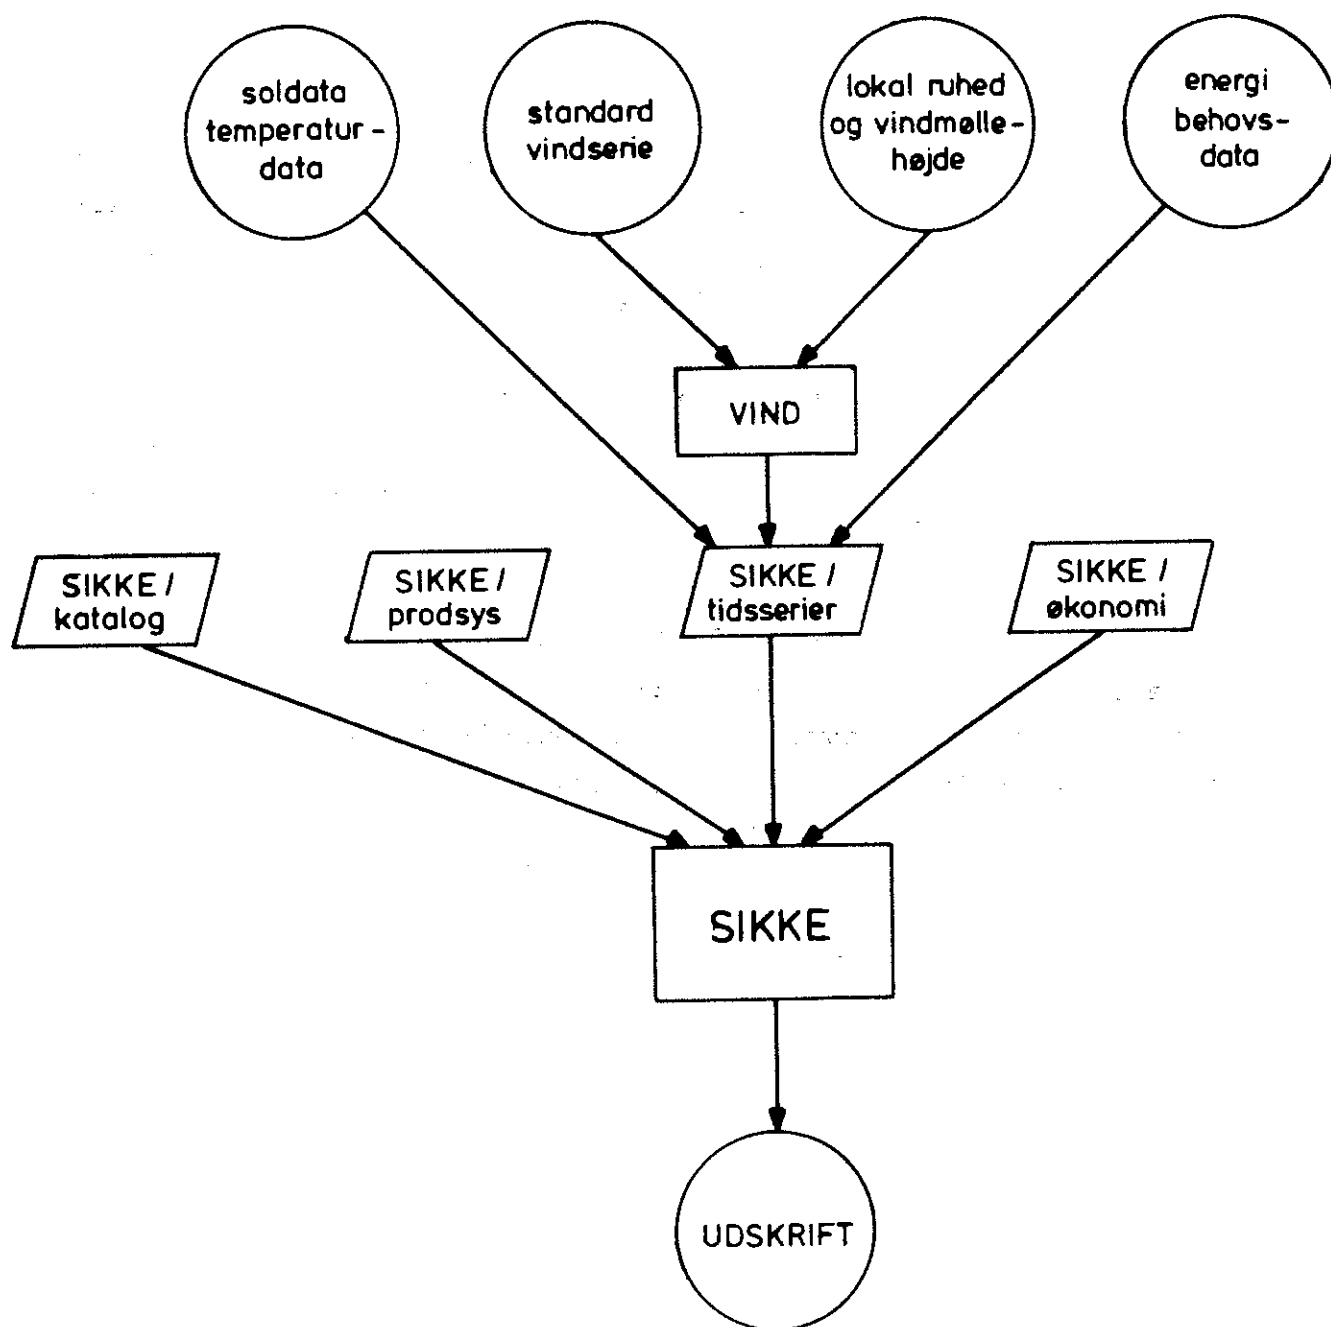 soldata
temperatur-
data
standard
vindserie
lokal ruhed
og vindmølle-
højde
energi
behovs-
data
VIND
SIKKE /
katalog
SIKKE /
prodsys
SIKKE /
tidsserier
SIKKE /
økonomi
SIKKE
UDSKRIFT